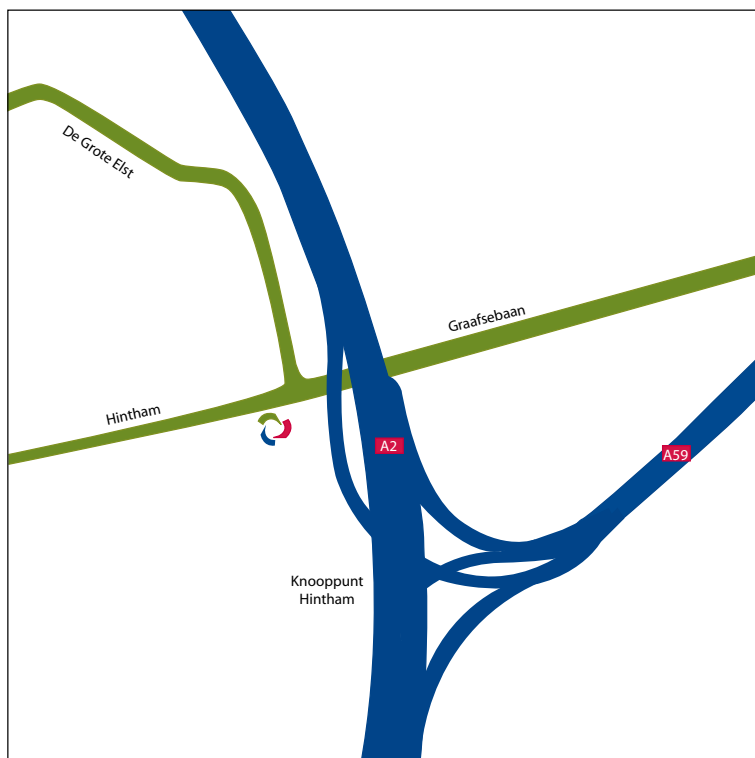 De Grote Elst
Graafsebaan
Hintham
A2
A59
Knooppunt
Hintham